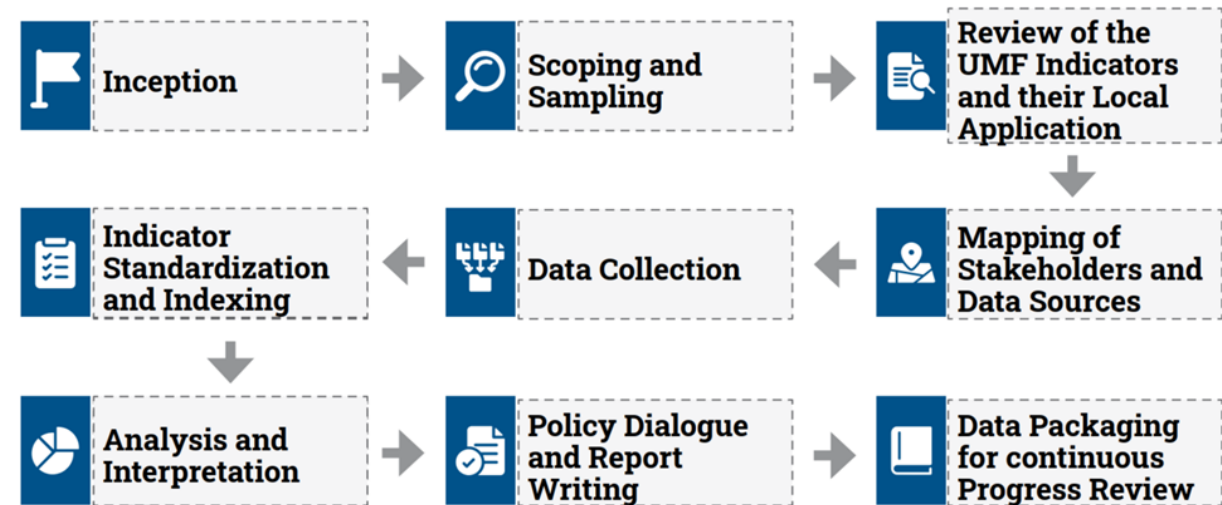 Inception
Scoping and
Sampling
Review of the
UMF Indicators
and their Local
Application
Mapping of
Stakeholders and
Data Sources
Data Collection
Indicator
Standardization
and Indexing
Analysis and
Interpretation
Policy Dialogue
and Report
Writing
Data Packaging
for continuous
Progress Review